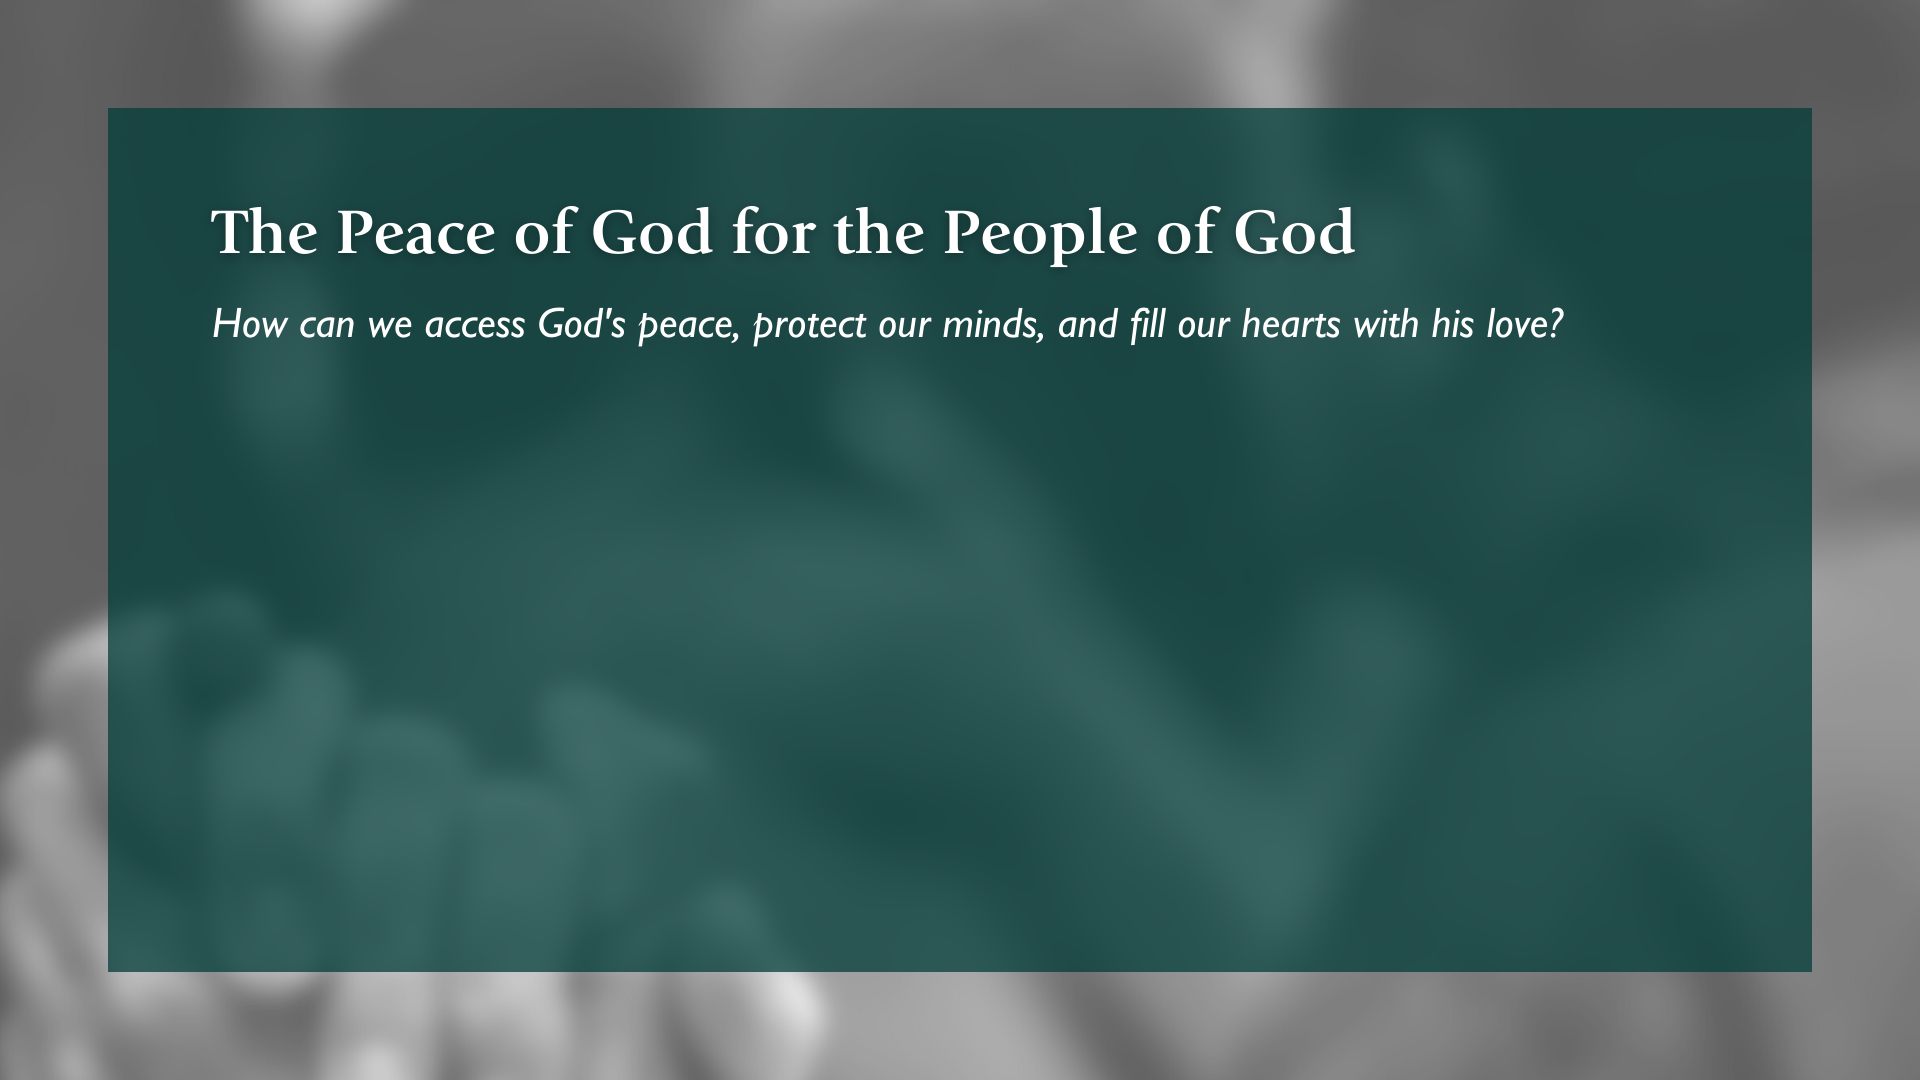 The Peace of God for the People of God
How can we access God's peace, protect our minds, and fill our hearts with his love?